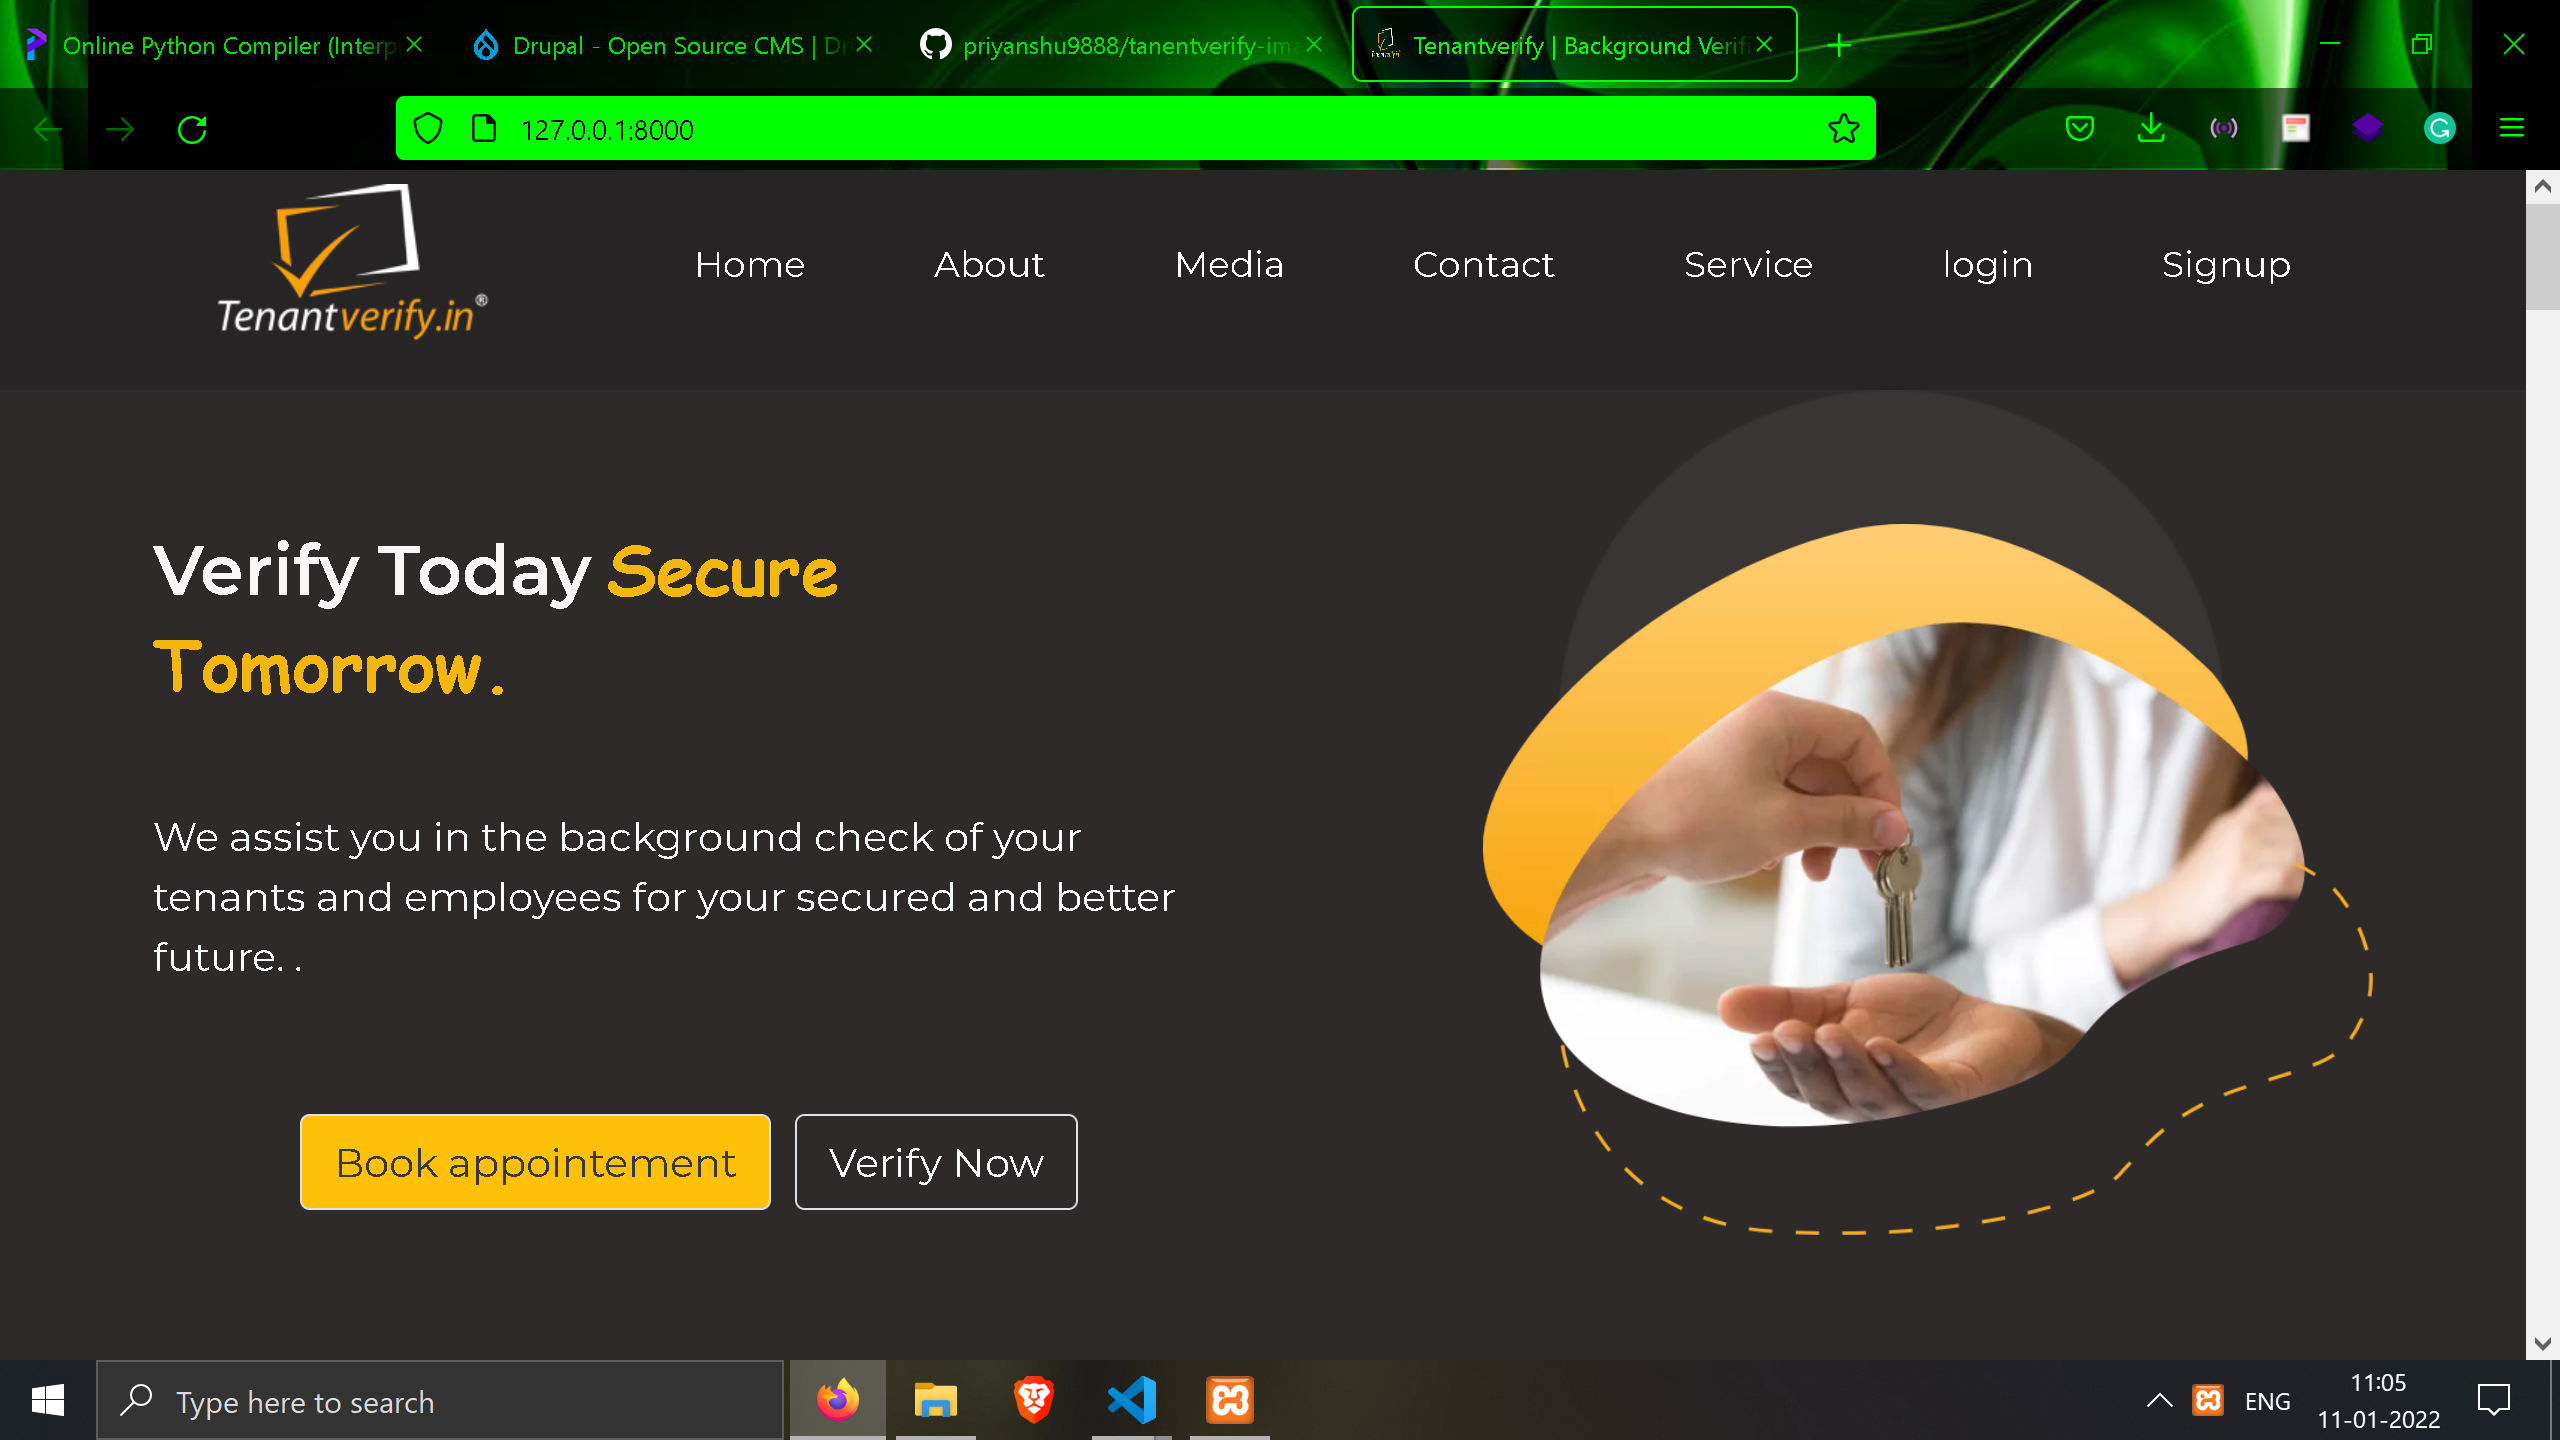 Online Python Compiler (Interp
Drupal - Open Source CMS | Dr
priyanshu9888/tanentverify-ima
Tenantverify | Background Verif
127.0.0.1:8000
Tenantverify.in®
Home
About
Media
Contact
Service
login
Signup
Verify Today Secure
Tomorrow.
We assist you in the background check of your
tenants and employees for your secured and better
future. .
Book appointement
Verify Now
Type here to search
ENG
11:05
11-01-2022